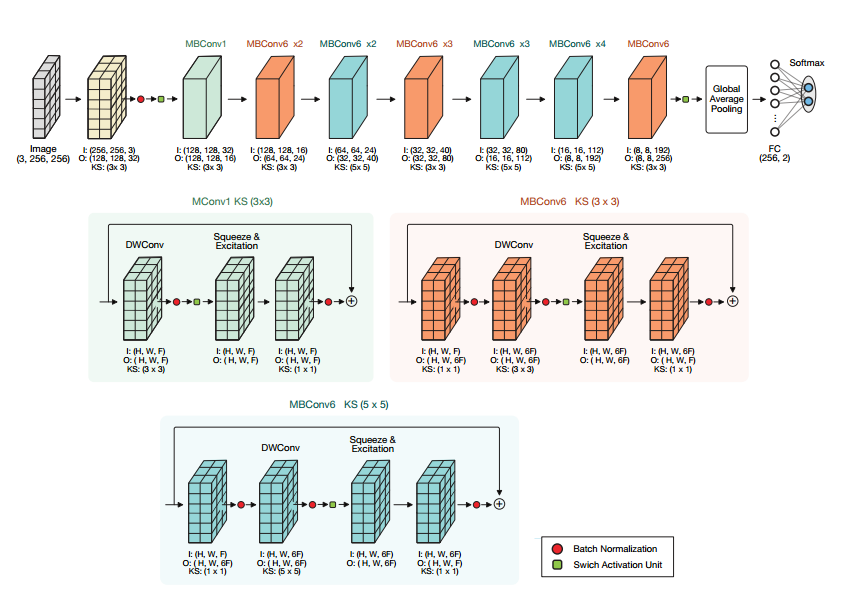 MBConv1
MBConv6 x2
MBConv6 x2
MBConv6 x3
MBConv6 x3
MBConv6 x4
MBConv6
Softmax
Global
Average
Pooling
⋮
Image
(3, 256, 256)
I: (256, 256, 3)
O: (128, 128, 32)
KS: (3x 3)
I: (128, 128, 32)
O: (128, 128, 16)
KS: (3x 3)
I: (128, 128, 16)
O: (64, 64, 24)
KS: (3x 3)
I: (64, 64, 24)
O: (32, 32, 40)
KS: (5x 5)
I: (32, 32, 40)
O: (32, 32, 80)
KS: (3x 3)
I: (32, 32, 80)
O: (16, 16, 112)
KS: (5x 5)
I: (16, 16, 112)
O: (8, 8, 192)
KS: (5x 5)
I: (8, 8, 192)
O: (8, 8, 256)
KS: (3x 3)
FC
(256, 2)
MConv1 KS (3x3)
DWConv
Squeeze &
Excitation
I: (H, W, F)
O: ( H, W, F)
KS: (3 x 3)
I: (H, W, F)
O: ( H, W, F)
I: (H, W, F)
O: ( H, W, F)
KS: (1 x 1)
MBConv6 KS (3 x 3)
DWConv
Squeeze &
Excitation
I: (H, W, F)
O: ( H, W, 6F)
KS: (1 x 1)
I: (H, W, 6F)
O: ( H, W, 6F)
KS: (3 x 3)
I: (H, W, 6F)
O: ( H, W, 6F)
I: (H, W, 6F)
O: ( H, W, 6F)
KS: (1 x 1)
MBConv6 KS (5 x 5)
DWConv
Squeeze &
Excitation
I: (H, W, F)
O: ( H, W, 6F)
KS: (1 x 1)
I: (H, W, 6F)
O: ( H, W, 6F)
KS: (5 x 5)
I: (H, W, 6F)
O: ( H, W, 6F)
I: (H, W, 6F)
O: ( H, W, F)
KS: (1 x 1)
Batch Normalization
Swich Activation Unit